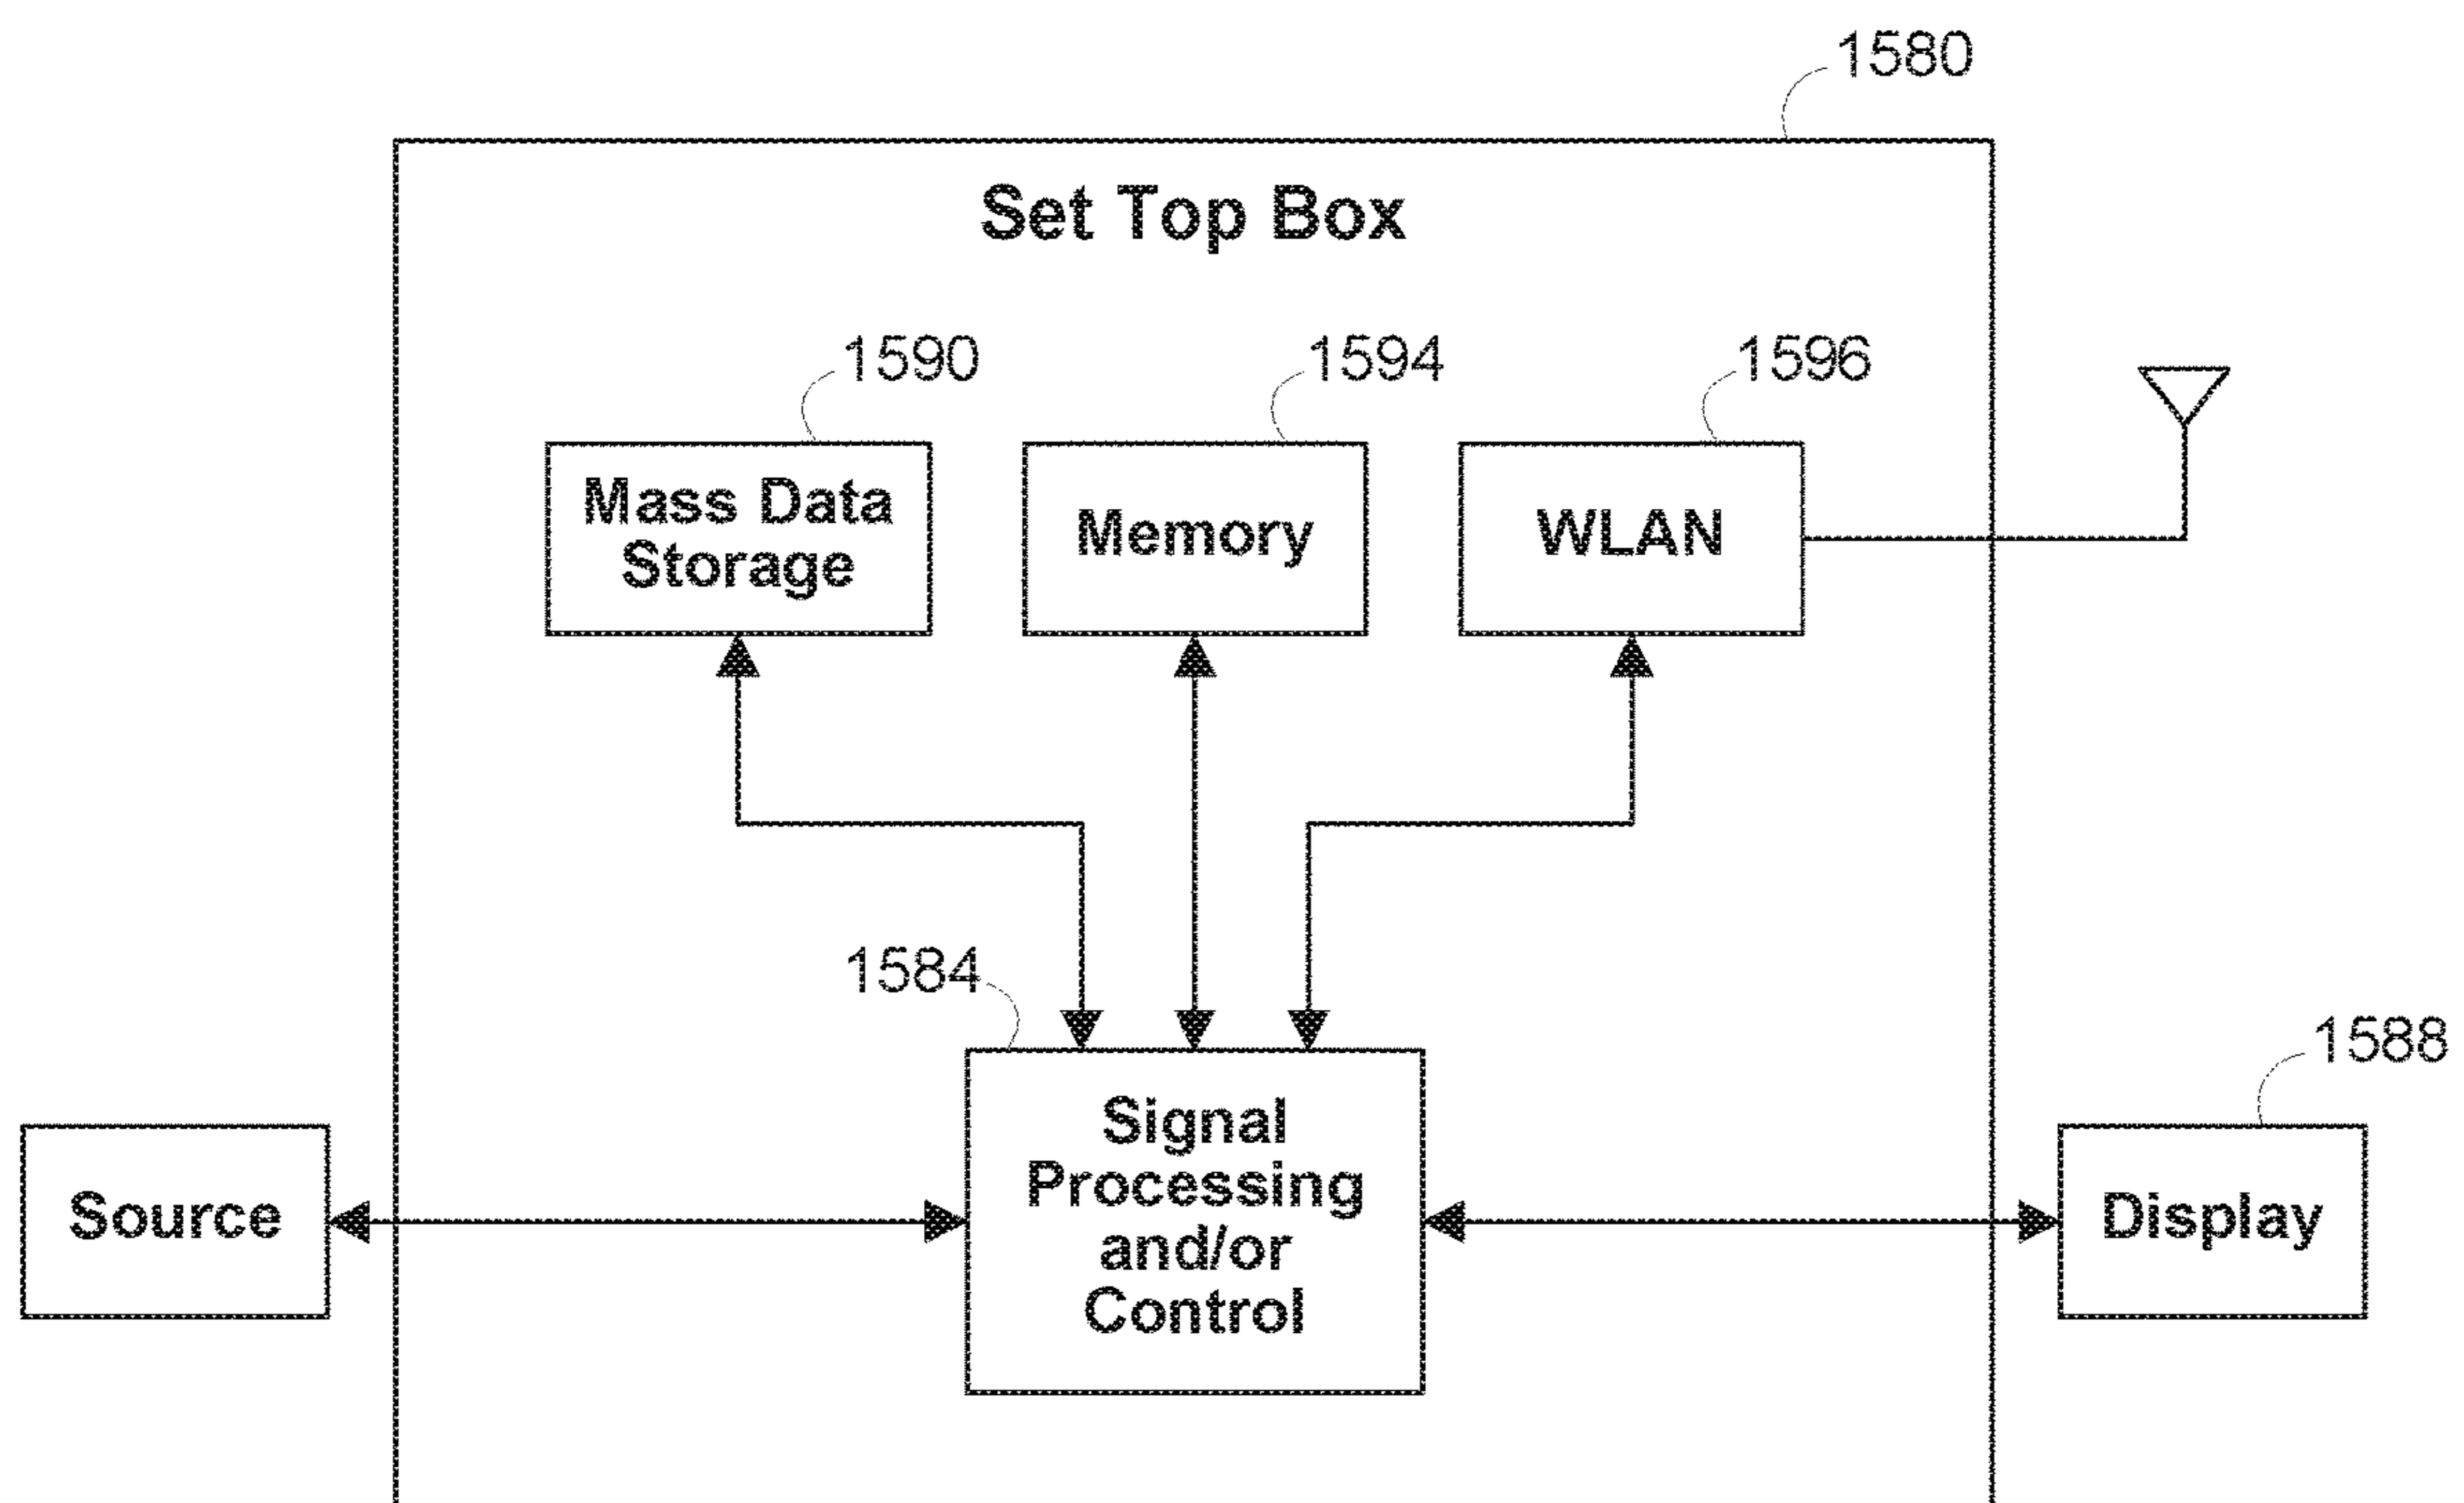 1580
Set Top Box
1590
1594
1596
Mass Data
Storage
Memory
WLAN
1584
1588
Signal
Processing
and/or
Control
Source
Display